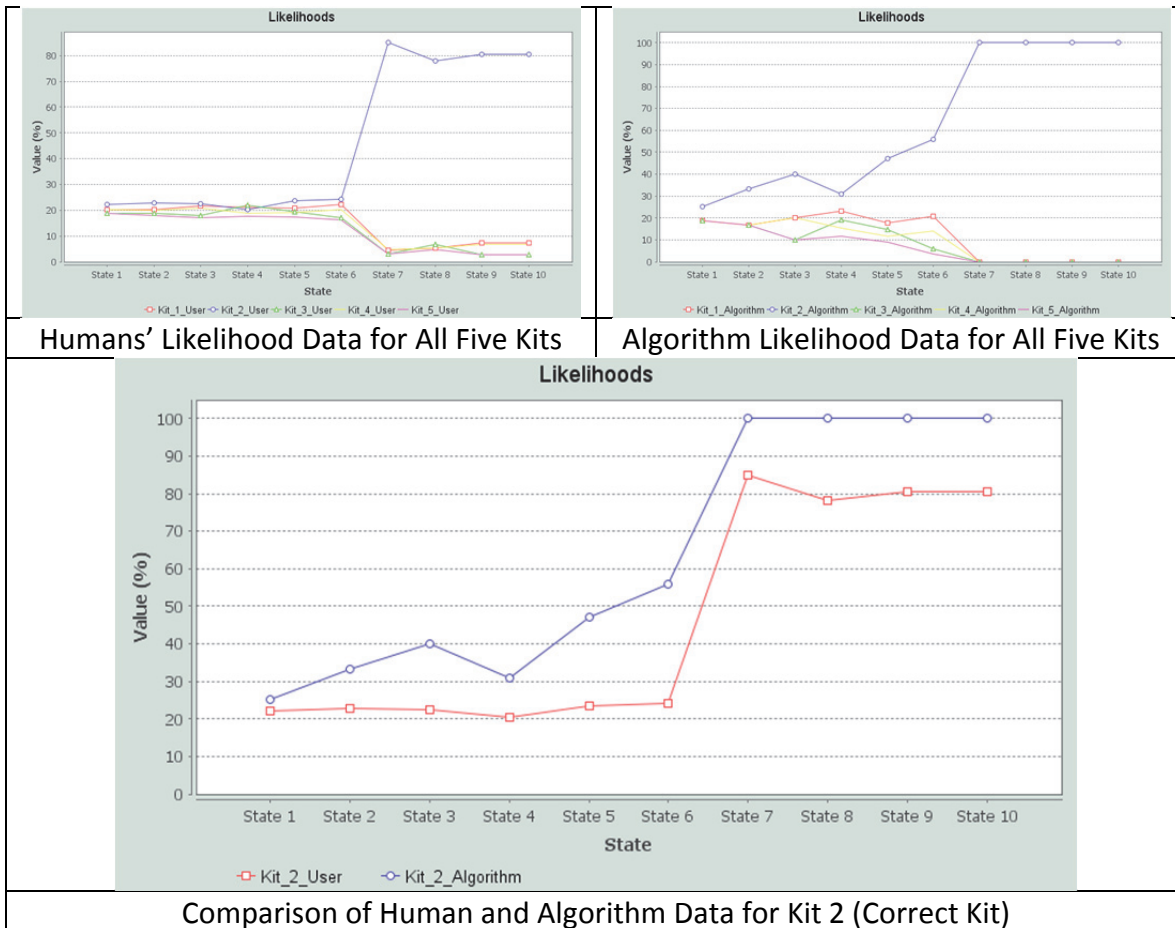 Likelihoods
80
70
60
50
40
30
20
10
0
Value (%)
State 1 State 2 State 3 State 4 State 5 State 6 State 7 State 8 State 9 State 10
State
Kit_1_User Kit_2_User Kit_3_User Kit_4_User Kit_5_User
Humans’ Likelihood Data for All Five Kits
Likelihoods
100
90
80
70
60
50
40
30
20
10
0
Value (%)
State 1 State 2 State 3 State 4 State 5 State 6 State 7 State 8 State 9 State 10
State
Kit_1_Algorithm Kit_2_Algorithm Kit_3_Algorithm Kit_4_Algorithm Kit_5_Algorithm
Algorithm Likelihood Data for All Five Kits
Likelihoods
100
90
80
70
60
50
40
30
20
10
0
Value (%)
State 1 State 2 State 3 State 4 State 5 State 6 State 7 State 8 State 9 State 10
State
Kit_2_User Kit_2_Algorithm
Comparison of Human and Algorithm Data for Kit 2 (Correct Kit)